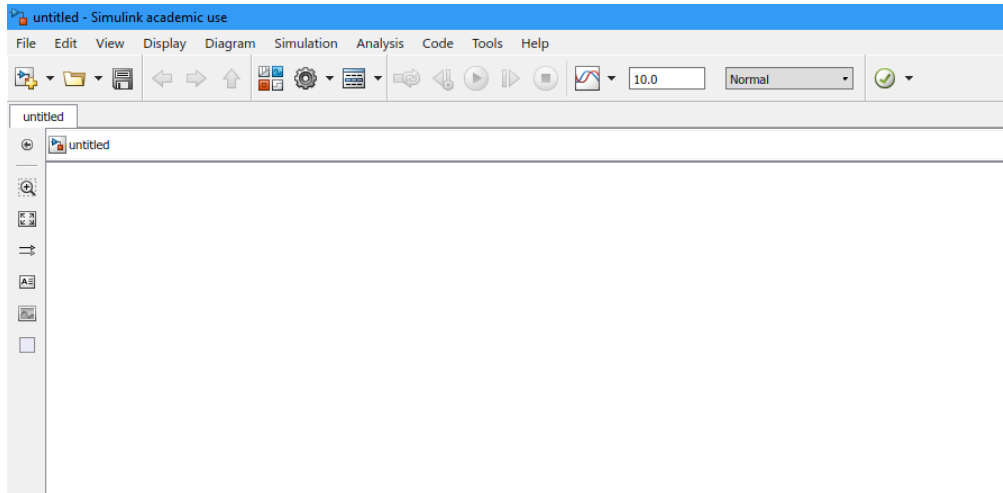 untitled - Simulink academic use
File Edit View Display Diagram Simulation Analysis Code Tools Help
10.0 Normal
untitled
untitled
A